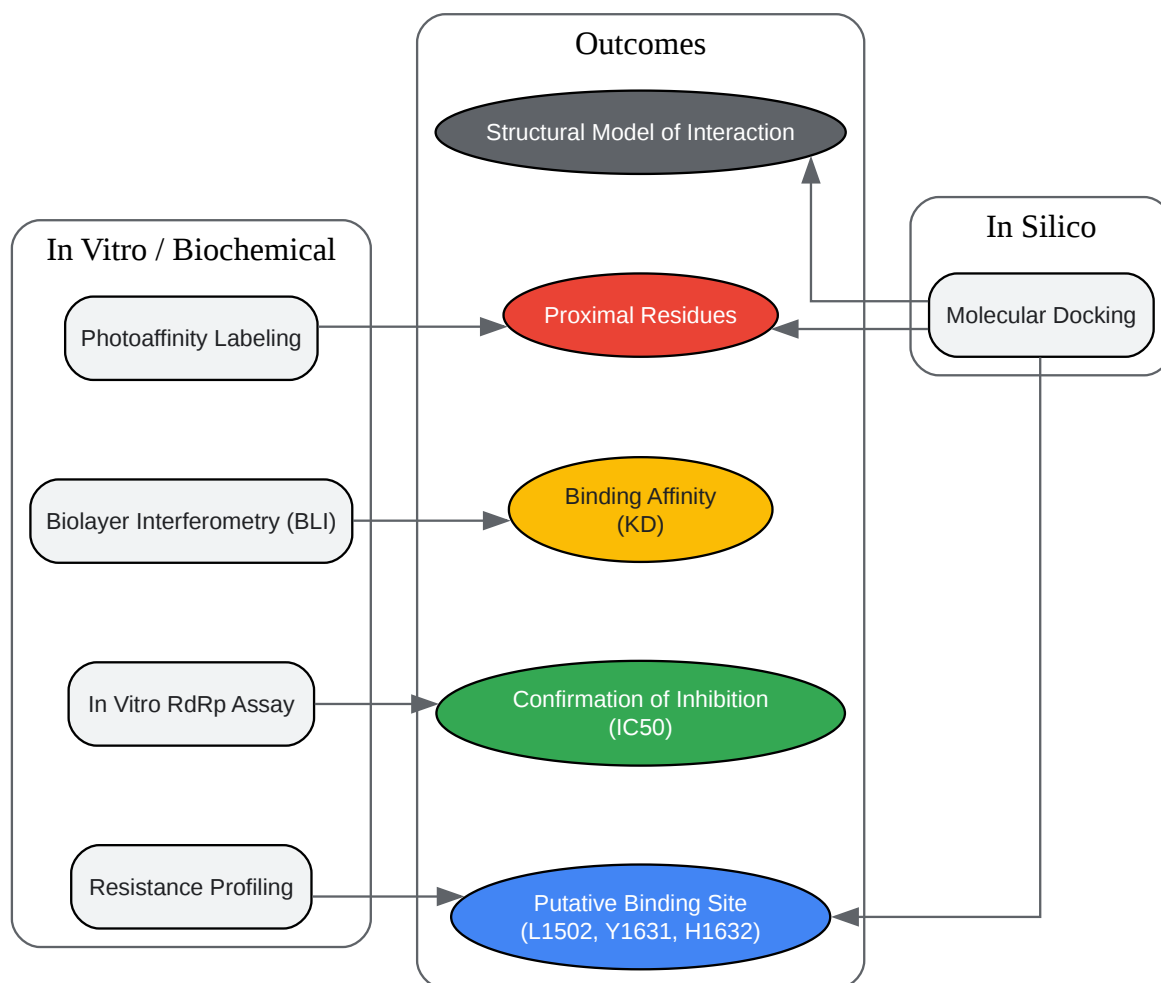 Outcomes
Structural Model of Interaction
In Silico
In Vitro / Biochemical
Photoaffinity Labeling
Proximal Residues
Molecular Docking
Biolayer Interferometry (BLI)
Binding Affinity
(KD)
In Vitro RdRp Assay
Confirmation of Inhibition
(IC50)
Resistance Profiling
Putative Binding Site
(L1502, Y1631, H1632)